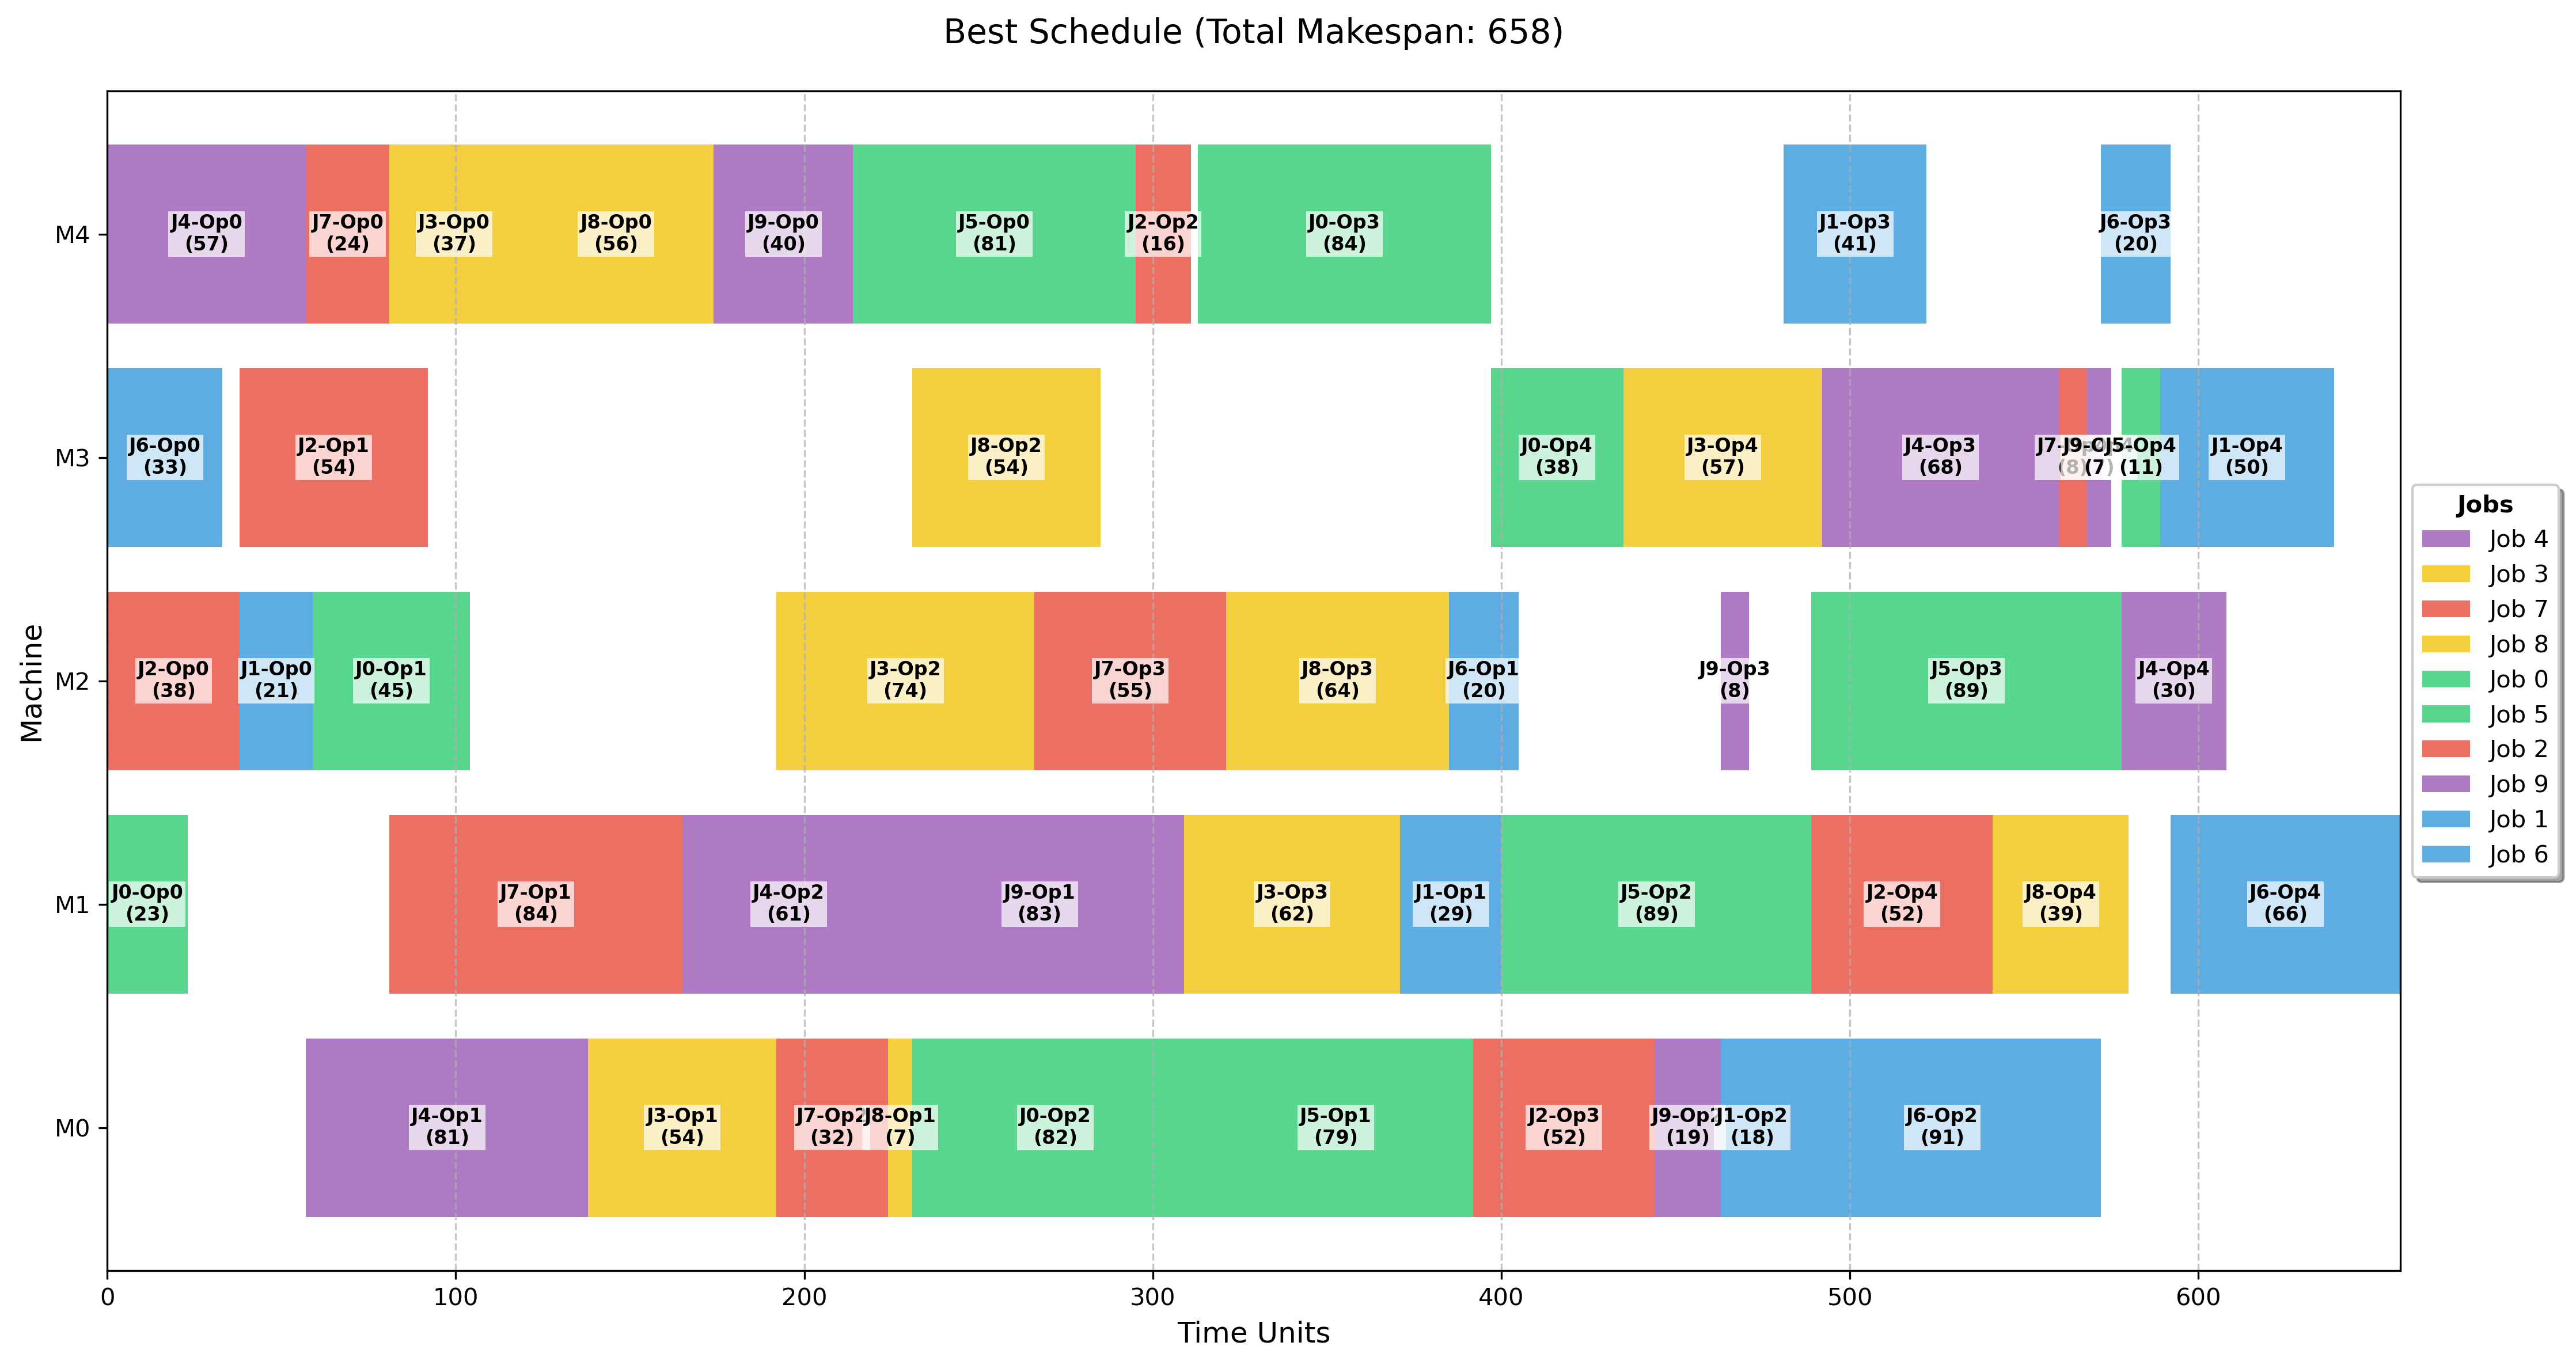 Best Schedule (Total Makespan: 658)
M4
J4-Op0
(57)
J7-Op0
(24)
J3-Op0
(37)
J8-Op0
(56)
J9-Op0
(40)
J5-Op0
(81)
J2-Op2
(16)
J0-Op3
(84)
J1-Op3
(41)
J6-Op3
(20)
M3
J6-Op0
(33)
J2-Op1
(54)
J8-Op2
(54)
J0-Op4
(38)
J3-Op4
(57)
J4-Op3
(68)
(8)
(7)
J5-Op4
(11)
J1-Op4
(50)
M2
J2-Op0
(38)
J1-Op0
(21)
J0-Op1
(45)
J3-Op2
(74)
J7-Op3
(55)
J8-Op3
(64)
J6-Op1
(20)
J9-Op3
(8)
J5-Op3
(89)
J4-Op4
(30)
M1
J0-Op0
(23)
J7-Op1
(84)
J4-Op2
(61)
J9-Op1
(83)
J3-Op3
(62)
J1-Op1
(29)
J5-Op2
(89)
J2-Op4
(52)
J8-Op4
(39)
J6-Op4
(66)
M0
J4-Op1
(81)
J3-Op1
(54)
J7-Op2
(32)
J8-Op1
(7)
J0-Op2
(82)
J5-Op1
(79)
J2-Op3
(52)
J9-Op2
(19)
J1-Op2
(18)
J6-Op2
(91)
Machine
0 100 200 300 400 500 600
Time Units
Jobs
Job 4
Job 3
Job 7
Job 8
Job 0
Job 5
Job 2
Job 9
Job 1
Job 6